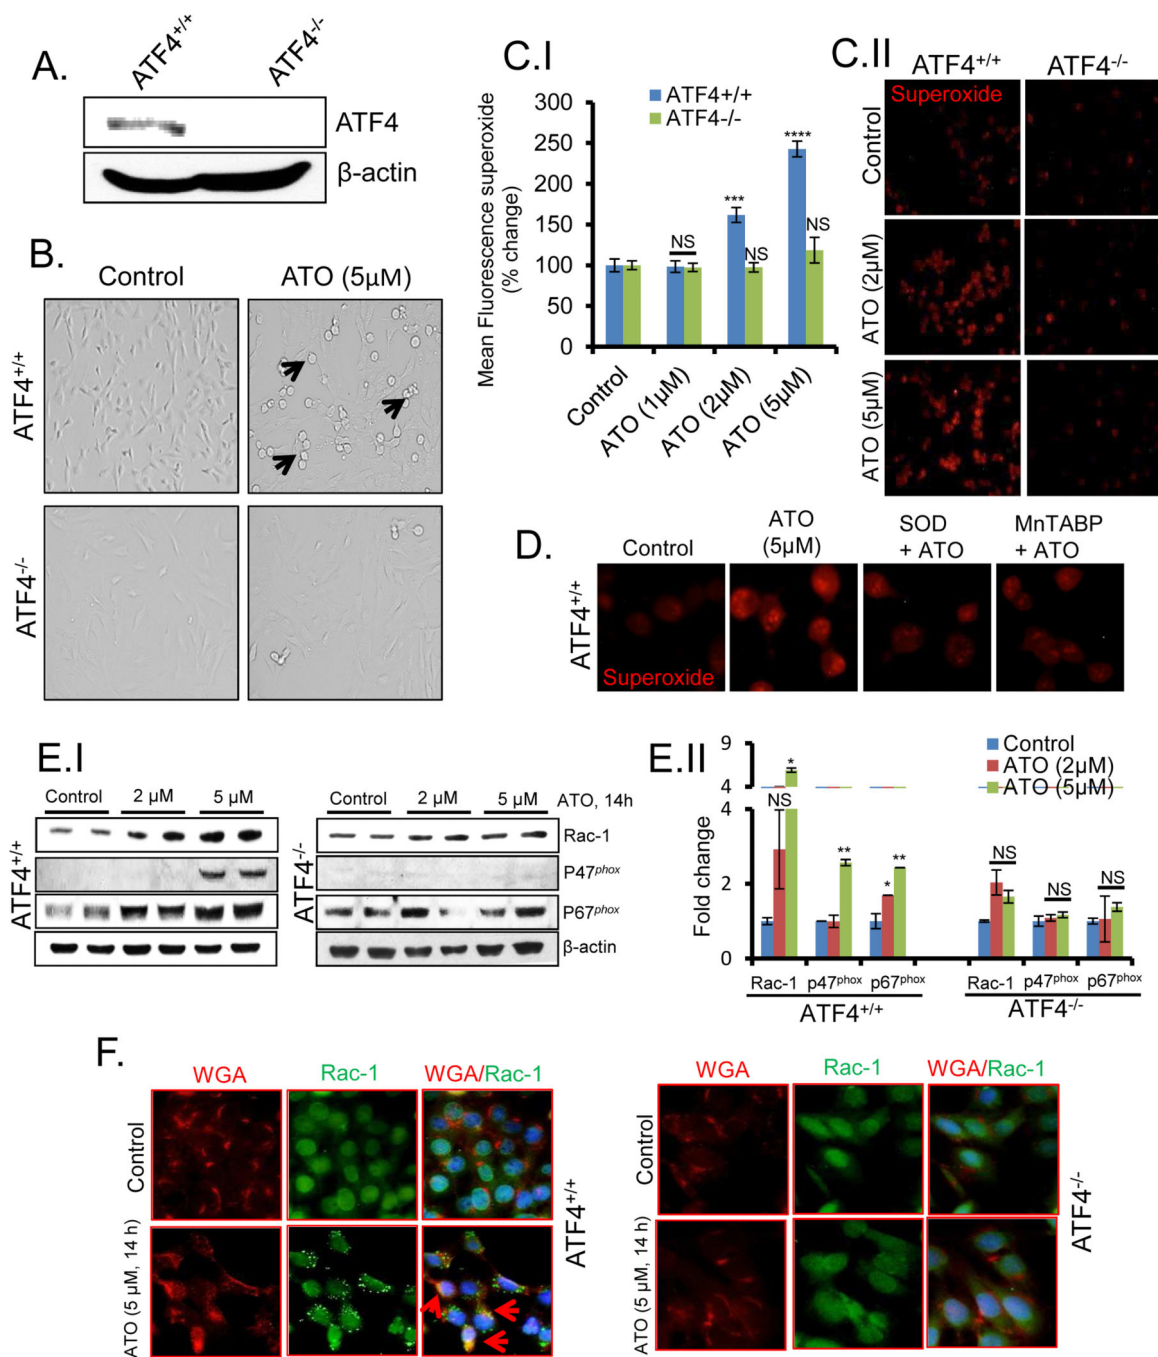 A.
ATF4+/+
ATF4-/-
ATF4
β-actin
B.
Control
ATO (5µM)
ATF4+/+
ATF4-/-
C.I
300
250
200
150
100
50
0
Mean Fluorescence superoxide
(% change)
ATF4+/+
ATF4-/-
NS
***
NS
****
NS
Control
ATO (1µM)
ATO (2µM)
ATO (5µM)
C.II
ATF4+/+
ATF4-/-
Superoxide
Control
ATO (2µM)
ATO (5µM)
D.
Control
ATO
(5µM)
SOD
+ ATO
MnTABP
+ ATO
ATF4+/+
Superoxide
E.I
Control
2 µM
5 µM
Control
2 µM
5 µM
ATO, 14h
ATF4+/+
ATF4-/-
Rac-1
P47phox
P67phox
β-actin
E.II
9
4
4
2
0
Fold change
Control
ATO (2µM)
ATO (5µM)
NS
*
**
*
**
NS
NS
NS
Rac-1
p47phox
p67phox
Rac-1
p47phox
p67phox
ATF4+/+
ATF4-/-
F.
WGA
Rac-1
WGA/Rac-1
WGA
Rac-1
WGA/Rac-1
Control
ATO (5 µM, 14 h)
ATF4+/+
Control
ATO (5 µM, 14 h)
ATF4-/-